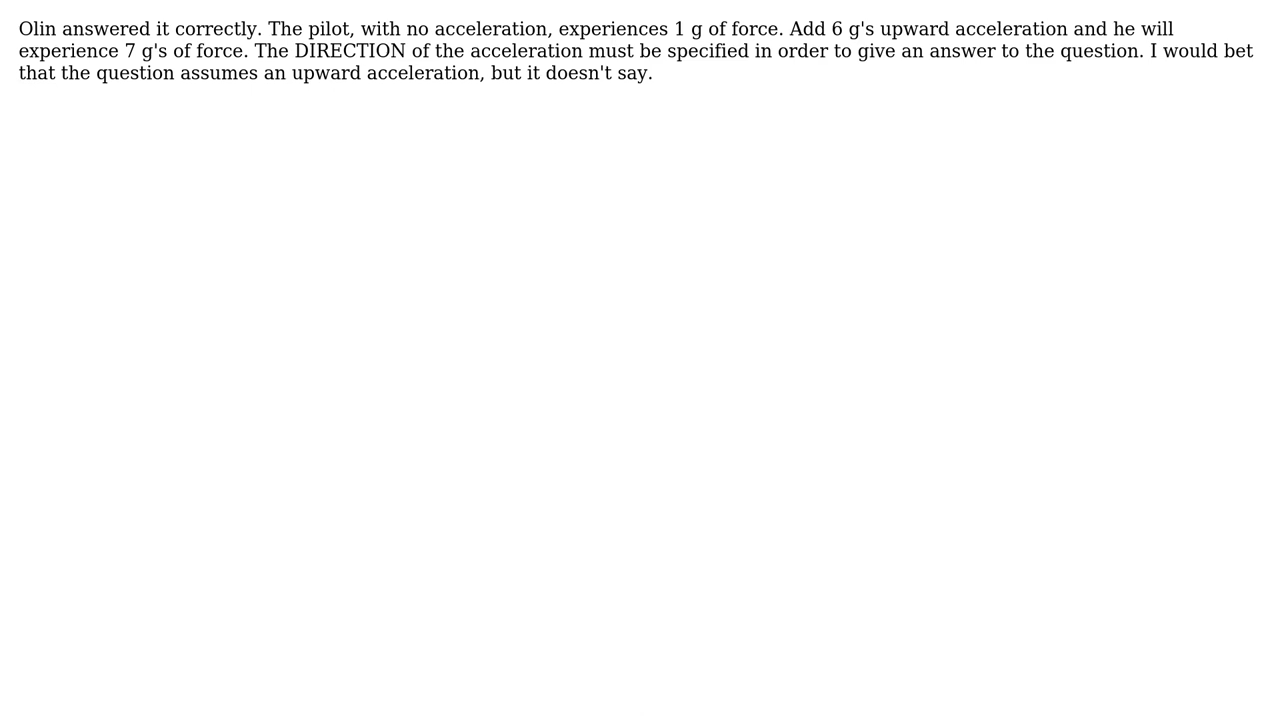 Olin answered it correctly. The pilot, with no acceleration, experiences 1 g of force. Add 6 g's upward acceleration and he will
experience 7 g's of force. The DIRECTION of the acceleration must be specified in order to give an answer to the question. I would bet
that the question assumes an upward acceleration, but it doesn't say.